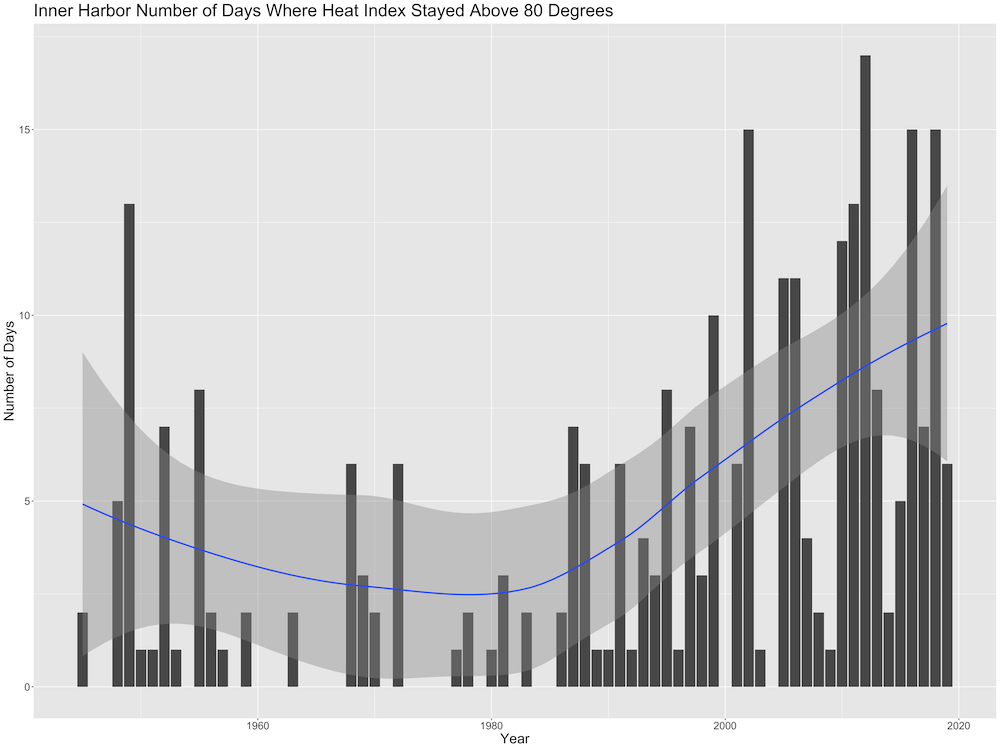 Inner Harbor Number of Days Where Heat Index Stayed Above 80 Degrees
15
10
5
0
Number of Days
1960 1980 2000 2020
Year